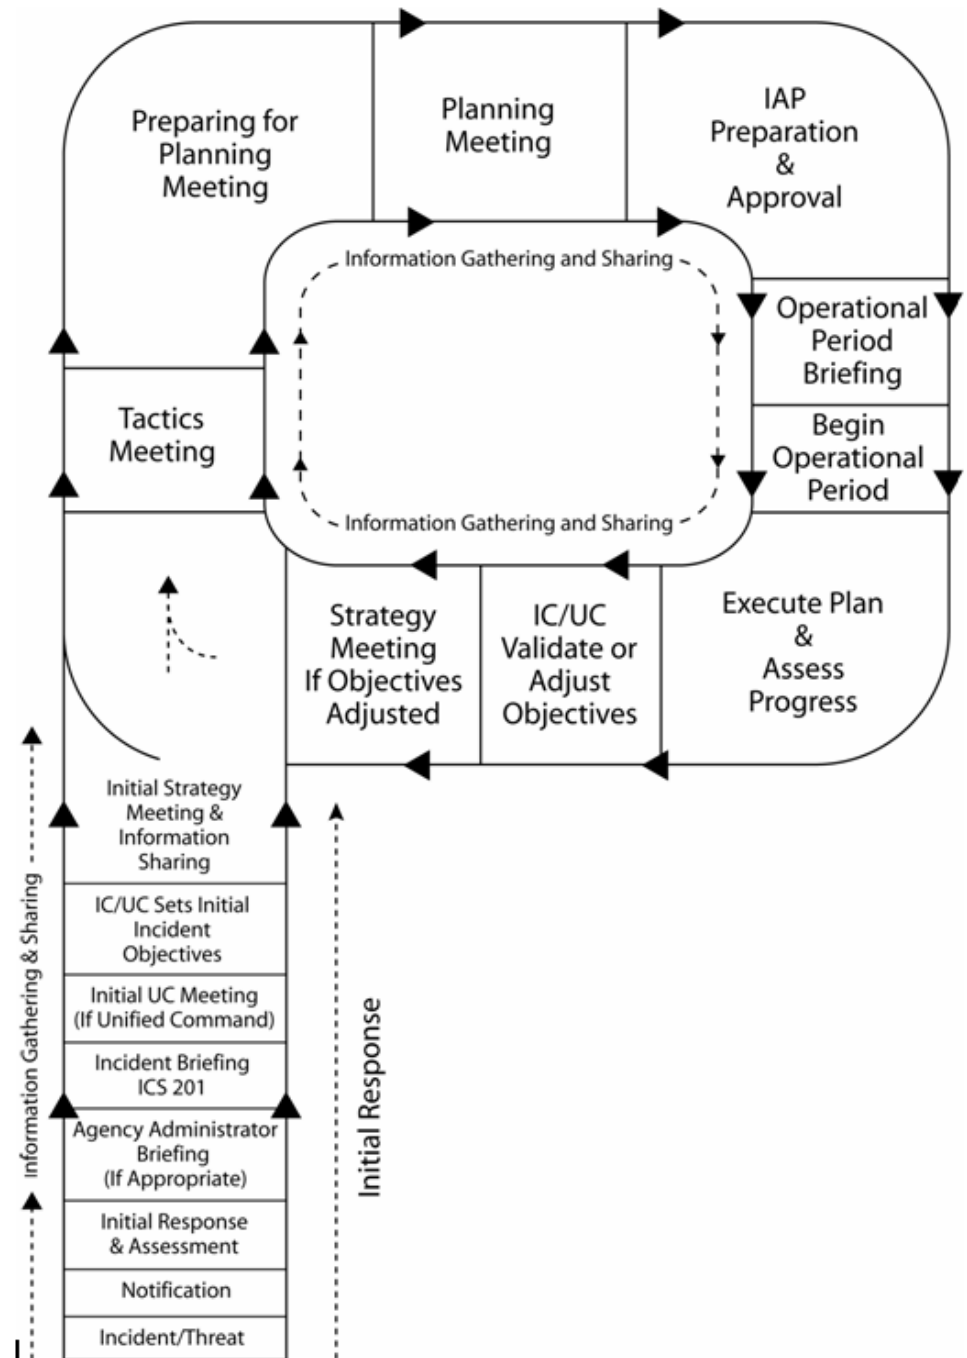 Preparing for
Planning
Meeting
Planning
Meeting
IAP
Preparation
&
Approval
Information Gathering and Sharing
Operational
Period
Briefing
Tactics
Meeting
Begin
Operational
Period
Information Gathering and Sharing
Strategy
Meeting
If Objectives
Adjusted
IC/UC
Validate or
Adjust
Objectives
Execute Plan
&
Assess
Progress
Initial Strategy
Meeting &
Information
Sharing
IC/UC Sets Initial
Incident
Objectives
Initial UC Meeting
(If Unified Command)
Incident Briefing
ICS 201
Agency Administrator
Briefing
(If Appropriate)
Initial Response
& Assessment
Notification
Incident/Threat
Information Gathering & Sharing
Initial Response